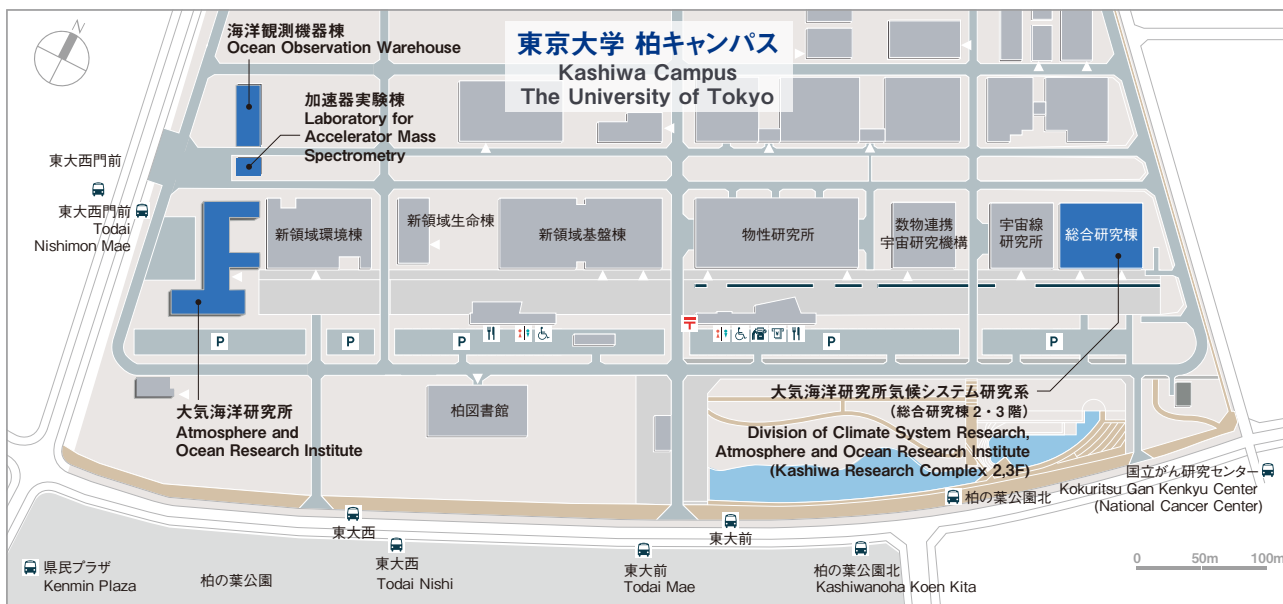 N
海洋観測機器棟
Ocean Observation Warehouse
東京大学 柏キャンパス
Kashiwa Campus
The University of Tokyo
加速器実験棟
Laboratory for
Accelerator Mass
Spectrometry
東大西門前
東大西門前
Todai
Nishimon Mae
新領域環境棟
新領域生命棟
新領域基盤棟
物性研究所
数物連携
宇宙研究機構
宇宙線
研究所
総合研究棟
P
P
P
P
P
大気海洋研究所
Atmosphere and
Ocean Research Institute
柏図書館
大気海洋研究所気候システム研究系
（総合研究棟 2・3 階）
Division of Climate System Research,
Atmosphere and Ocean Research Institute
(Kashiwa Research Complex 2,3F)
国立がん研究センター
Kokuritsu Gan Kenkyu Center
(National Cancer Center)
柏の葉公園北
東大西
東大前
県民プラザ
Kenmin Plaza
柏の葉公園
東大西
Todai Nishi
東大前
Todai Mae
柏の葉公園北
Kashiwanoha Koen Kita
0 50m 100m